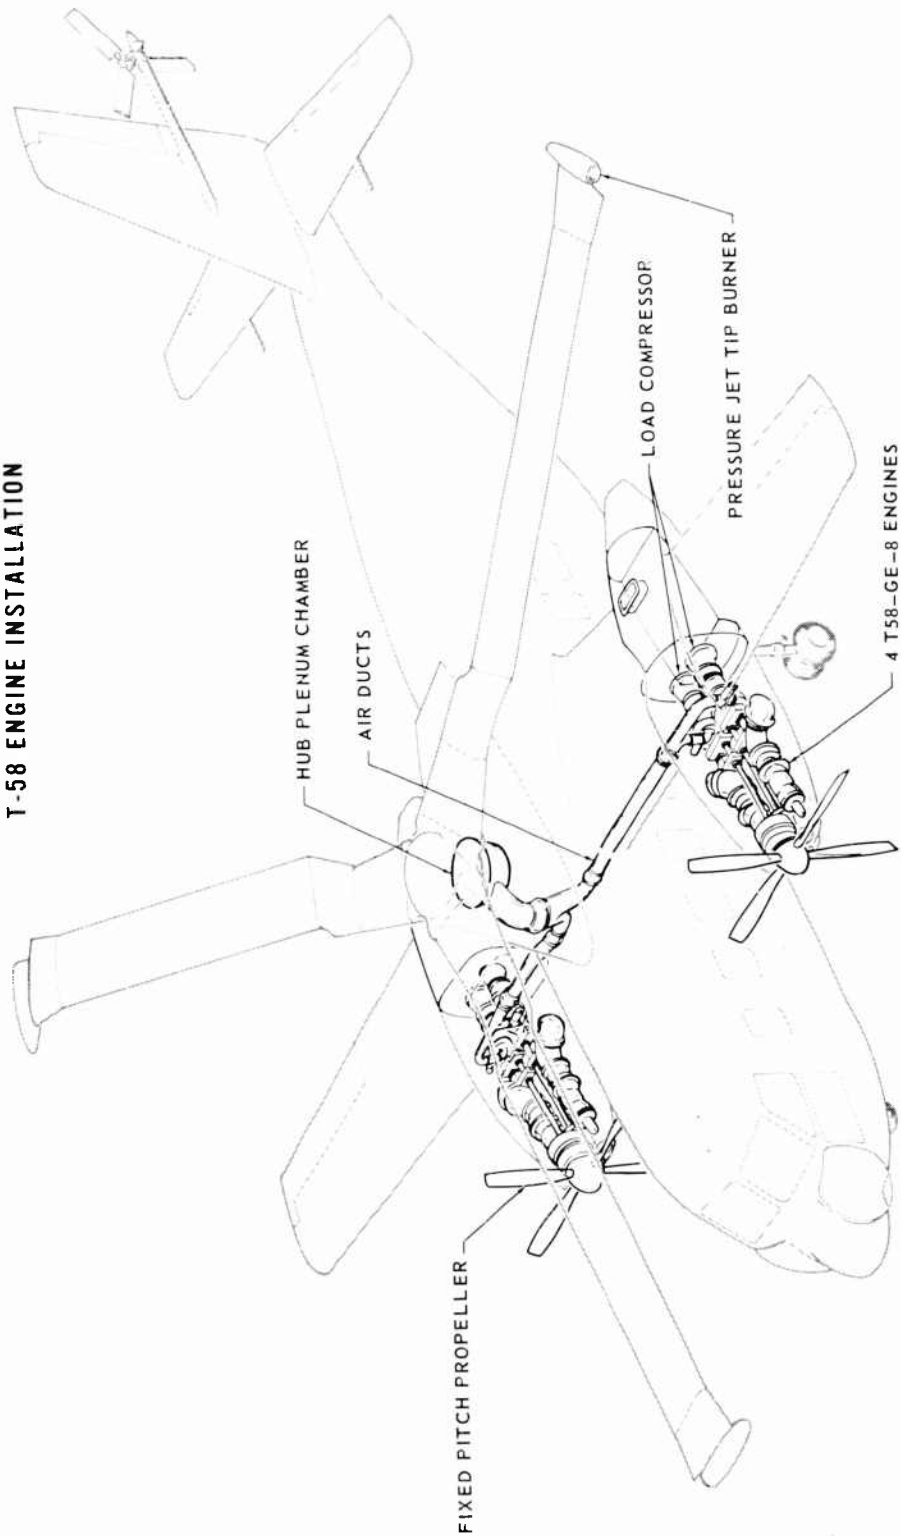 T-58 ENGINE INSTALLATION
HUB PLENUM CHAMBER
AIR DUCTS
FIXED PITCH PROPELLER
LOAD COMPRESSOR
PRESSURE JET TIP BURNER
4 T58-GE-8 ENGINES